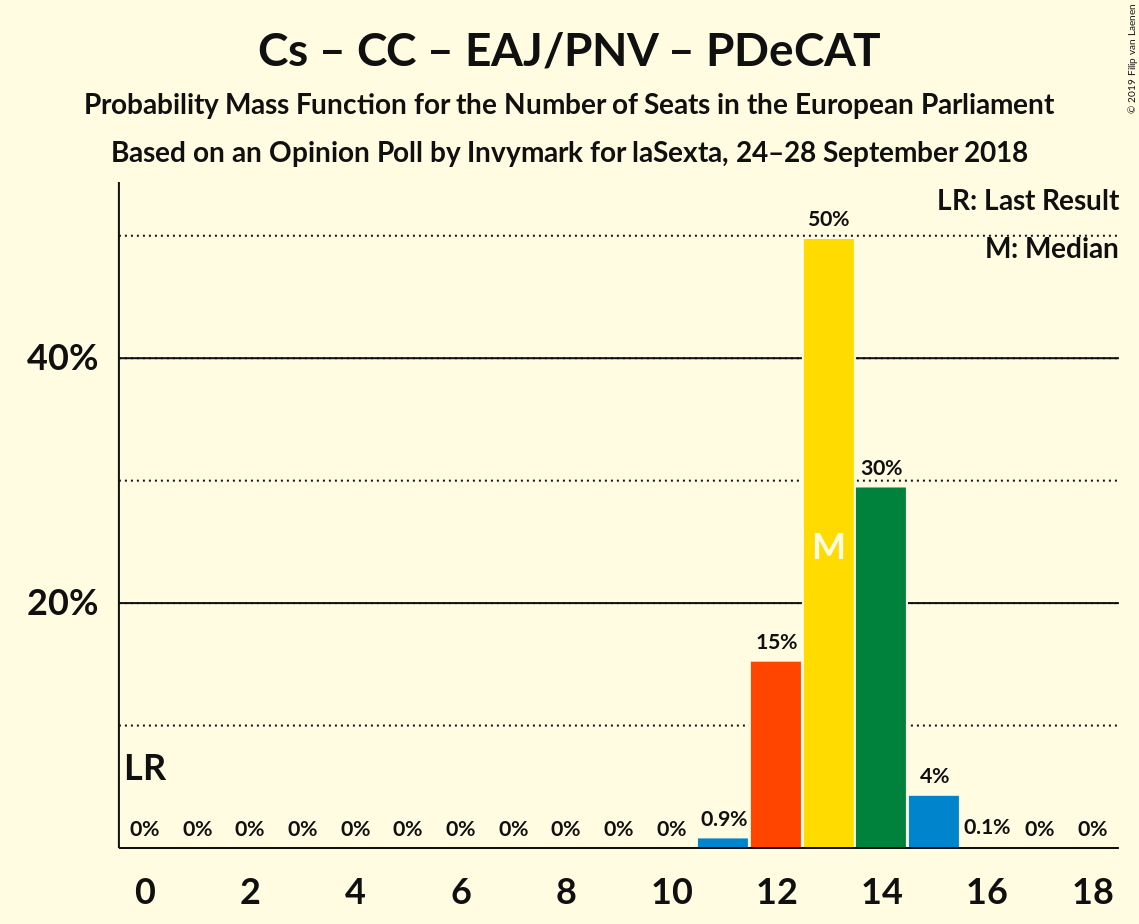 Cs – CC – EAJ/PNV – PDeCAT
Probability Mass Function for the Number of Seats in the European Parliament
Based on an Opinion Poll by Invymark for laSexta, 24–28 September 2018
© 2019 Filip van Laenen
LR: Last Result
M: Median
50%
40%
30%
M
20%
15%
LR
4%
0% 0% 0% 0% 0% 0% 0% 0% 0% 0% 0% 0.9% 0.1% 0% 0%
0 2 4 6 8 10 12 14 16 18